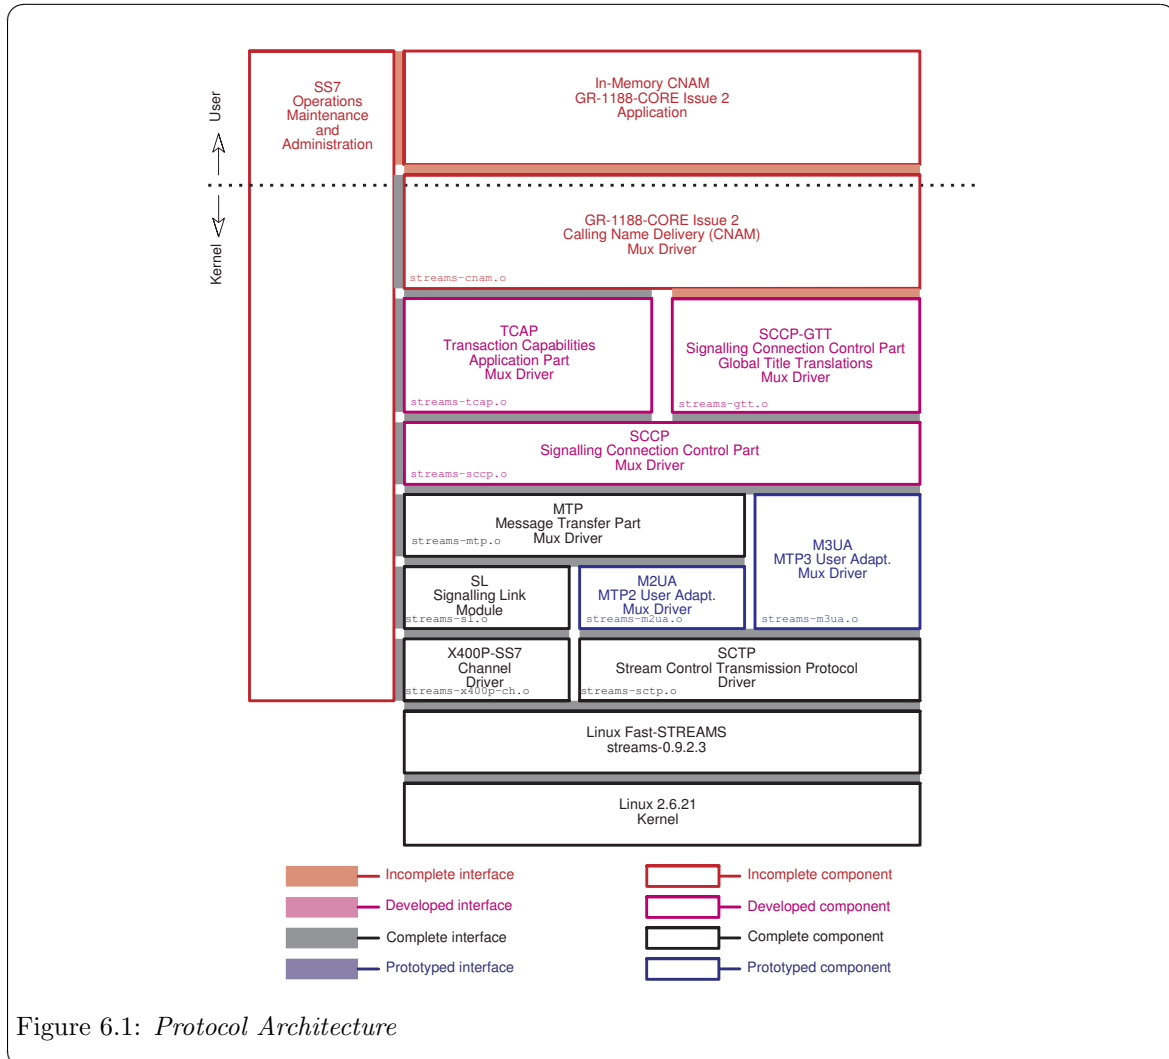 User
Kernel
SS7
Operations
Maintenance
and
Administration
In-Memory CNAM
GR-1188-CORE Issue 2
Application
GR-1188-CORE Issue 2
Calling Name Delivery (CNAM)
Mux Driver
streams-cnam.o
TCAP
Transaction Capabilities
Application Part
Mux Driver
streams-tcap.o
SCCP-GTT
Signalling Connection Control Part
Global Title Translations
Mux Driver
streams-gtt.o
SCCP
Signalling Connection Control Part
Mux Driver
streams-sccp.o
MTP
Message Transfer Part
Mux Driver
streams-mtp.o
M3UA
MTP3 User Adapt.
Mux Driver
streams-m3ua.o
SL
Signalling Link
Module
streams-sl.o
M2UA
MTP2 User Adapt.
Mux Driver
streams-m2ua.o
X400P-SS7
Channel
Driver
streams-x400p-ch.o
SCTP
Stream Control Transmission Protocol
Driver
streams-sctp.o
Linux Fast-STREAMS
streams-0.9.2.3
Linux 2.6.21
Kernel
Incomplete interface
Developed interface
Complete interface
Prototyped interface
Incomplete component
Developed component
Complete component
Prototyped component
Figure 6.1: Protocol Architecture